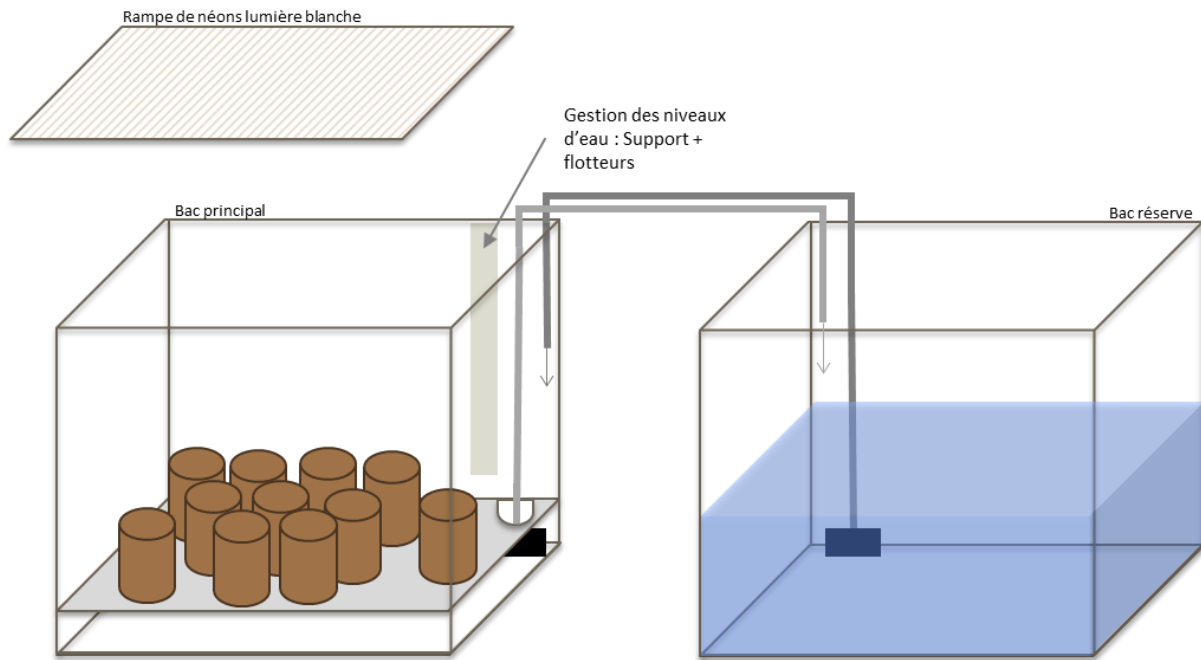 Rampe de néons lumière blanche
Gestion des niveaux
d’eau : Support +
flotteurs
Bac principal
Bac réserve